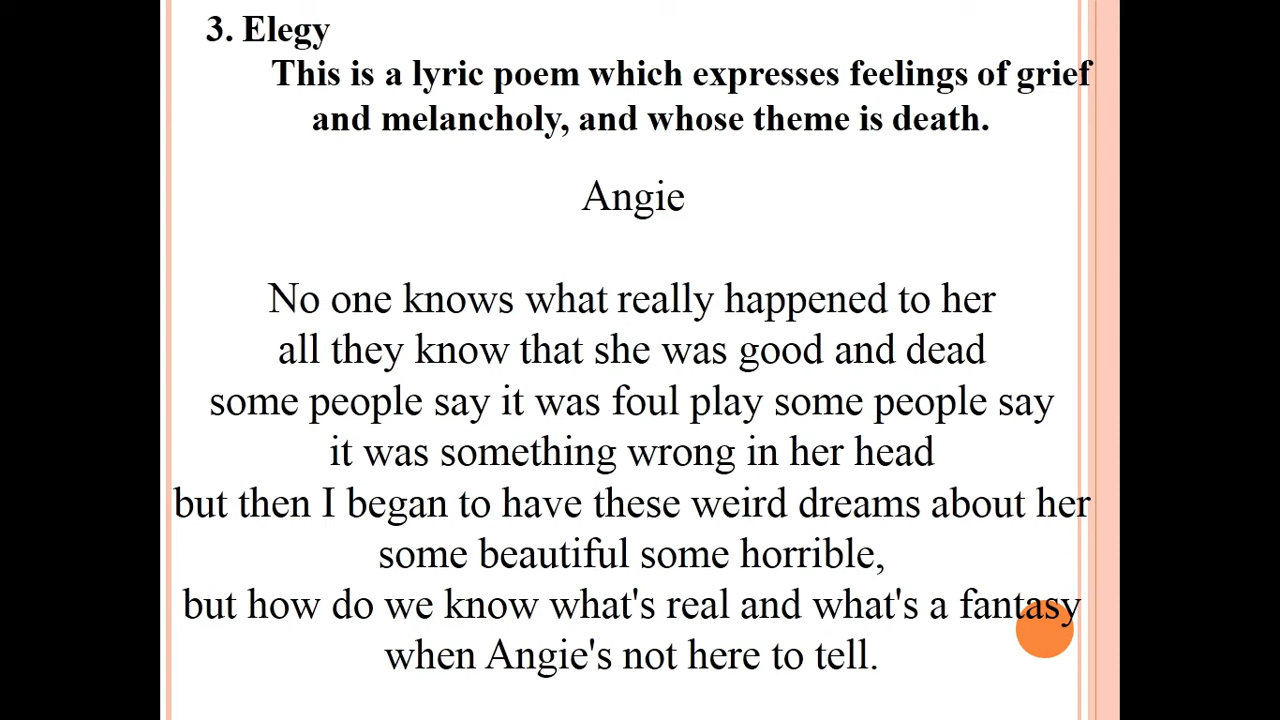 3. Elegy
This is a lyric poem which expresses feelings of grief
and melancholy, and whose theme is death.
Angie
No one knows what really happened to her
all they know that she was good and dead
some people say it was foul play some people say
it was something wrong in her head
but then I began to have these weird dreams about her
some beautiful some horrible,
but how do we know what's real and what's a fantasy
when Angie's not here to tell.